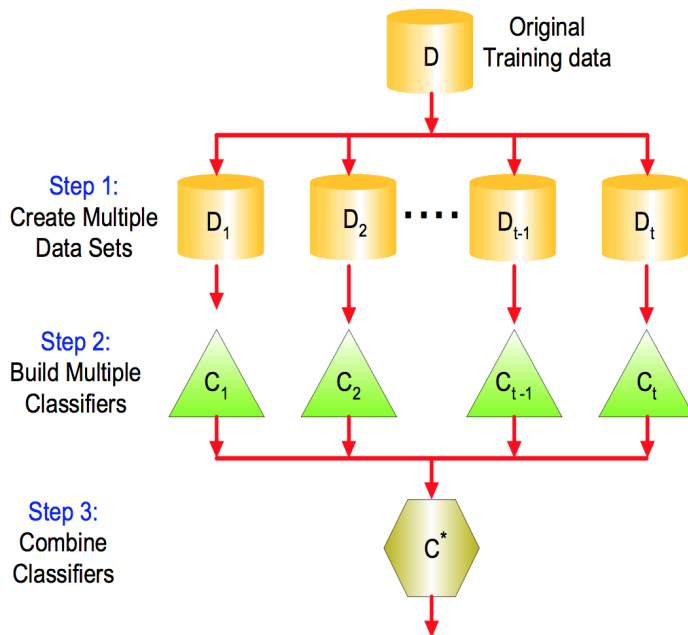 D
Original
Training data
Step 1:
Create Multiple
Data Sets
D1
D2
....
Dt-1
Dt
Step 2:
Build Multiple
Classifiers
C1
C2
Ct-1
Ct
Step 3:
Combine
Classifiers
C*